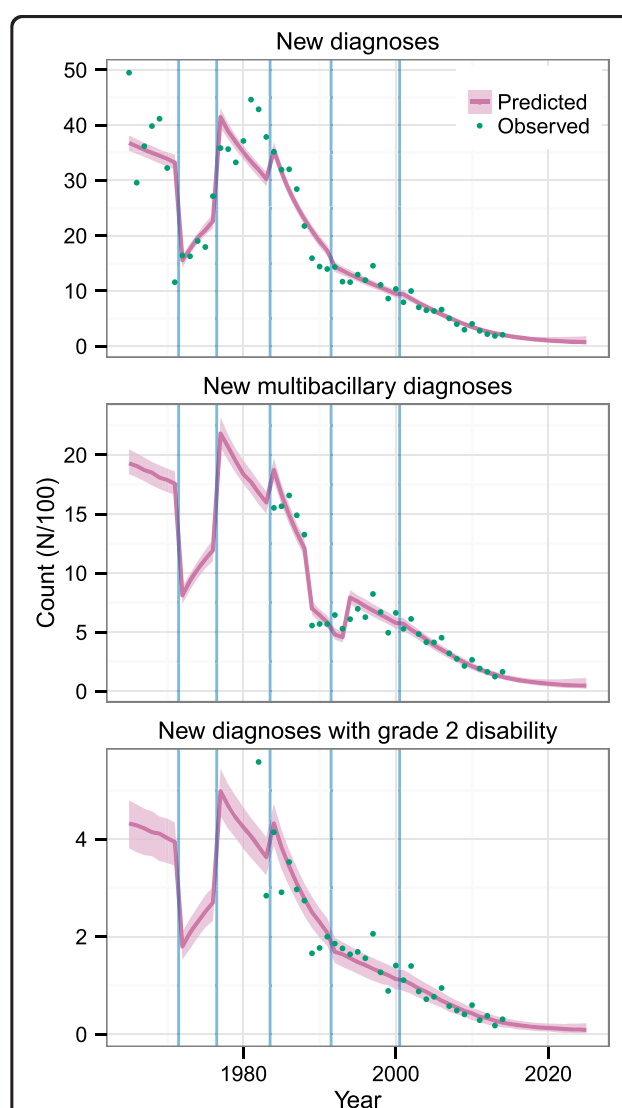 New diagnoses
50
40
30
20
10
0
Predicted
Observed
New multibacillary diagnoses
20
15
10
5
0
Count (N/100)
New diagnoses with grade 2 disability
4
2
0
1980 2000 2020
Year